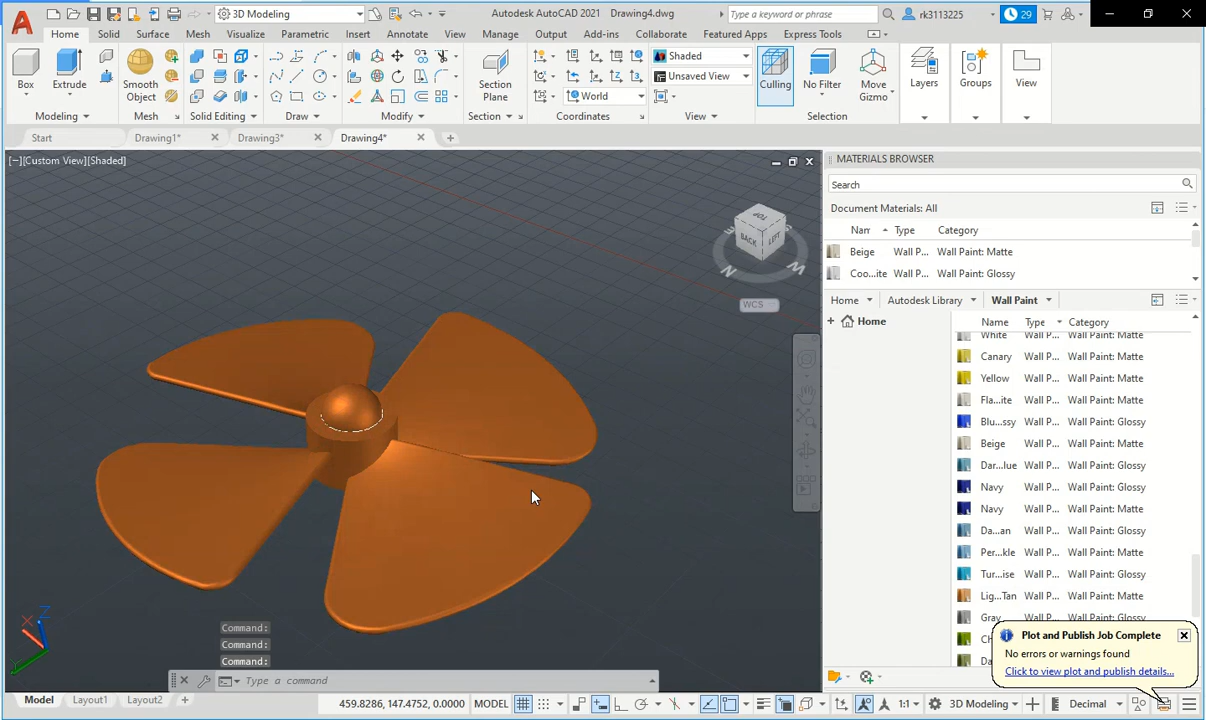 3D Modeling
Autodesk AutoCAD 2021 Drawing4.dwg
Type a keyword or phrase
rk3113225
29
Home Solid Surface Mesh Visualize Parametric Insert Annotate View Manage Output Add-ins Collaborate Featured Apps Express Tools
Box
Extrude
Smooth
Object
Section
Plane
Shaded
Unsaved View
World
Culling
No Filter
Move
Gizmo
Layers
Groups
View
Modeling
Mesh
Solid Editing
Draw
Modify
Section
Coordinates
View
Selection
Start
Drawing1*
Drawing3*
Drawing4*
[−][Custom View][Shaded]
TOP
BACK
LEFT
N
W
WCS
X
Z
Y
MATERIALS BROWSER
Search
Document Materials: All
Nam Type Category
Beige Wall P... Wall Paint: Matte
Coo...ite Wall P... Wall Paint: Glossy
Home Autodesk Library Wall Paint
Home
Name Type Category
White Wall P... Wall Paint: Matte
Canary Wall P... Wall Paint: Matte
Yellow Wall P... Wall Paint: Matte
Fla...ite Wall P... Wall Paint: Matte
Blu...ssy Wall P... Wall Paint: Glossy
Beige Wall P... Wall Paint: Matte
Dar...lue Wall P... Wall Paint: Glossy
Navy Wall P... Wall Paint: Glossy
Navy Wall P... Wall Paint: Matte
Da...an Wall P... Wall Paint: Glossy
Per...kle Wall P... Wall Paint: Matte
Tur...ise Wall P... Wall Paint: Glossy
Lig...Tan Wall P... Wall Paint: Matte
Gray Wall P... Wall Paint: Glossy
Plot and Publish Job Complete
No errors or warnings found
Click to view plot and publish details...
Command:
Command:
Command:
Type a command
Model Layout1 Layout2
459.8286, 147.4752, 0.0000 MODEL
1:1
3D Modeling
Decimal